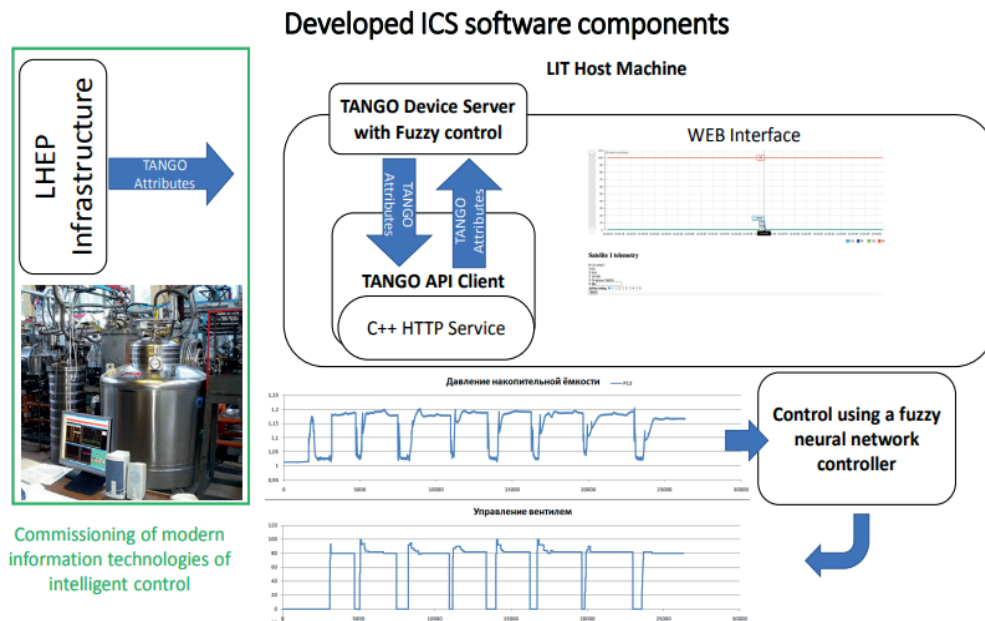 Developed ICS software components
LHEP
Infrastructure
TANGO
Attributes
Commissioning of modern
information technologies of
intelligent control
LIT Host Machine
TANGO Device Server
with Fuzzy control
TANGO
Attributes
TANGO
Attributes
TANGO API Client
C++ HTTP Service
WEB Interface
Satellite 1 telemetry
Давление накопительной ёмкости
1,25
1,2
1,15
1,1
1,05
1
0,95
0
5000
10000
15000
20000
25000
30000
Control using a fuzzy
neural network
controller
Управление вентилем
120
100
80
60
40
20
0
0
5000
10000
15000
20000
25000
30000